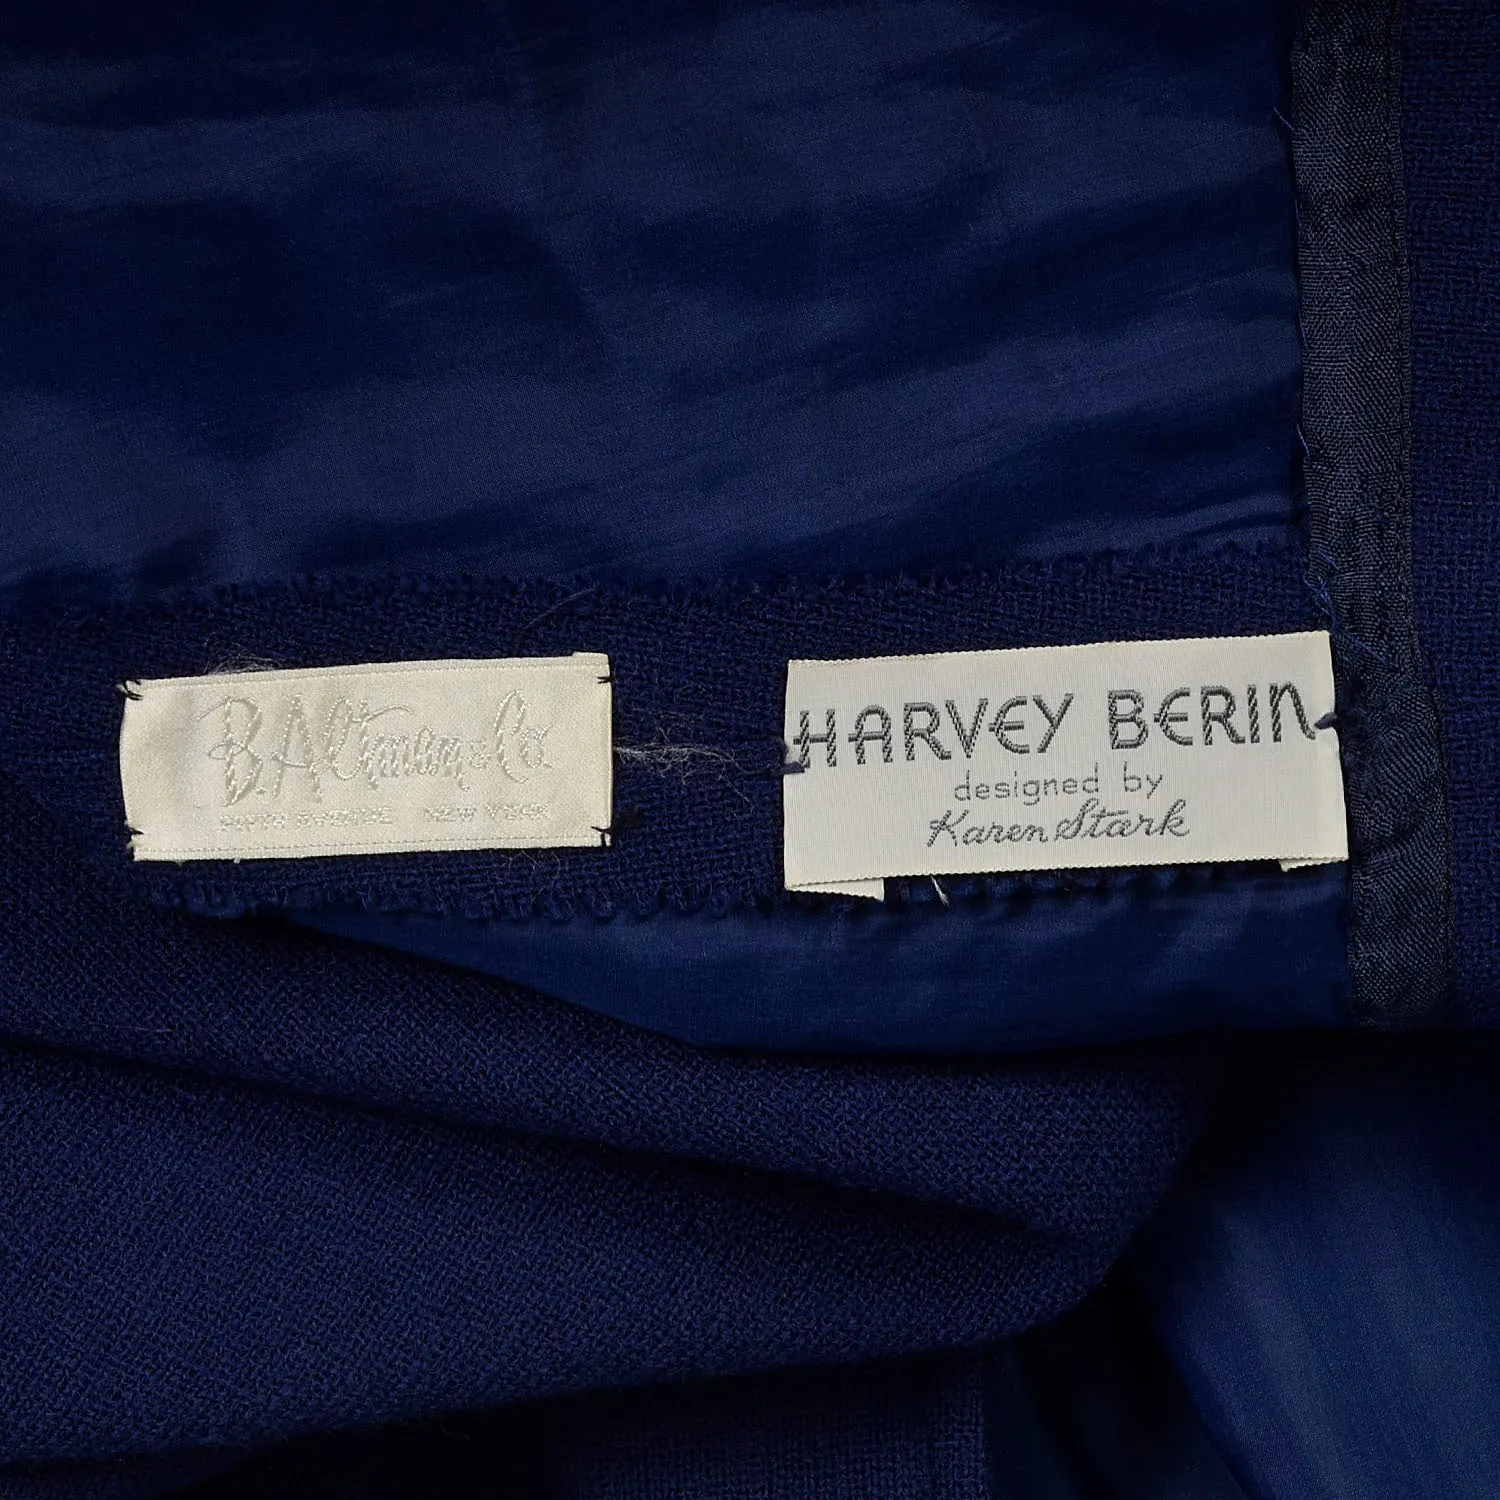 B. Altman & Co.
FIFTH AVENUE NEW YORK
HARVEY BERIN
designed by
Karen Stark